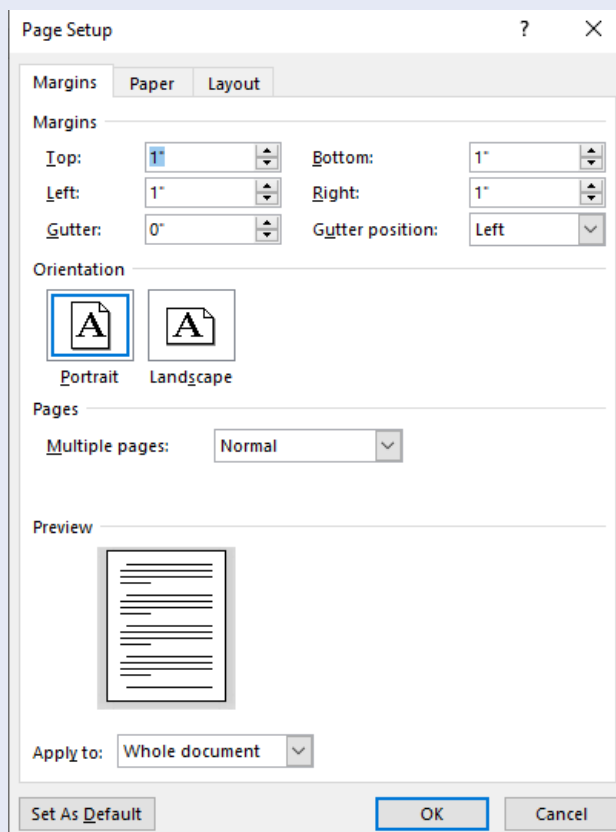 Page Setup ? ✕
Margins Paper Layout
Margins
Top: 1" Bottom: 1"
Left: 1" Right: 1"
Gutter: 0" Gutter position: Left
Orientation
A A
Portrait Landscape
Pages
Multiple pages: Normal
Preview
Apply to: Whole document
Set As Default OK Cancel